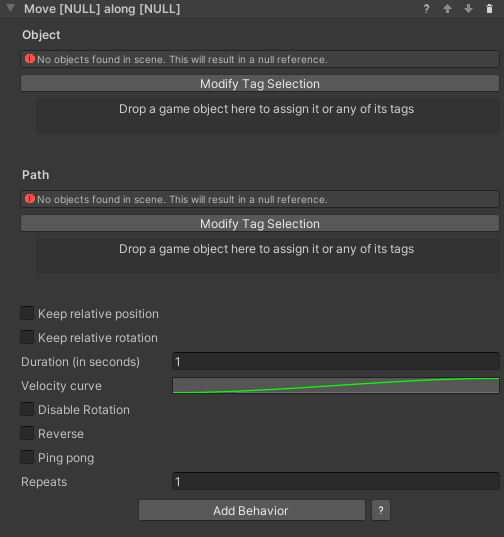 Move [NULL] along [NULL]
?
Object
! No objects found in scene. This will result in a null reference.
Modify Tag Selection
Drop a game object here to assign it or any of its tags
Path
! No objects found in scene. This will result in a null reference.
Modify Tag Selection
Drop a game object here to assign it or any of its tags
Keep relative position
Keep relative rotation
Duration (in seconds) 1
Velocity curve
Disable Rotation
Reverse
Ping pong
Repeats 1
Add Behavior ?